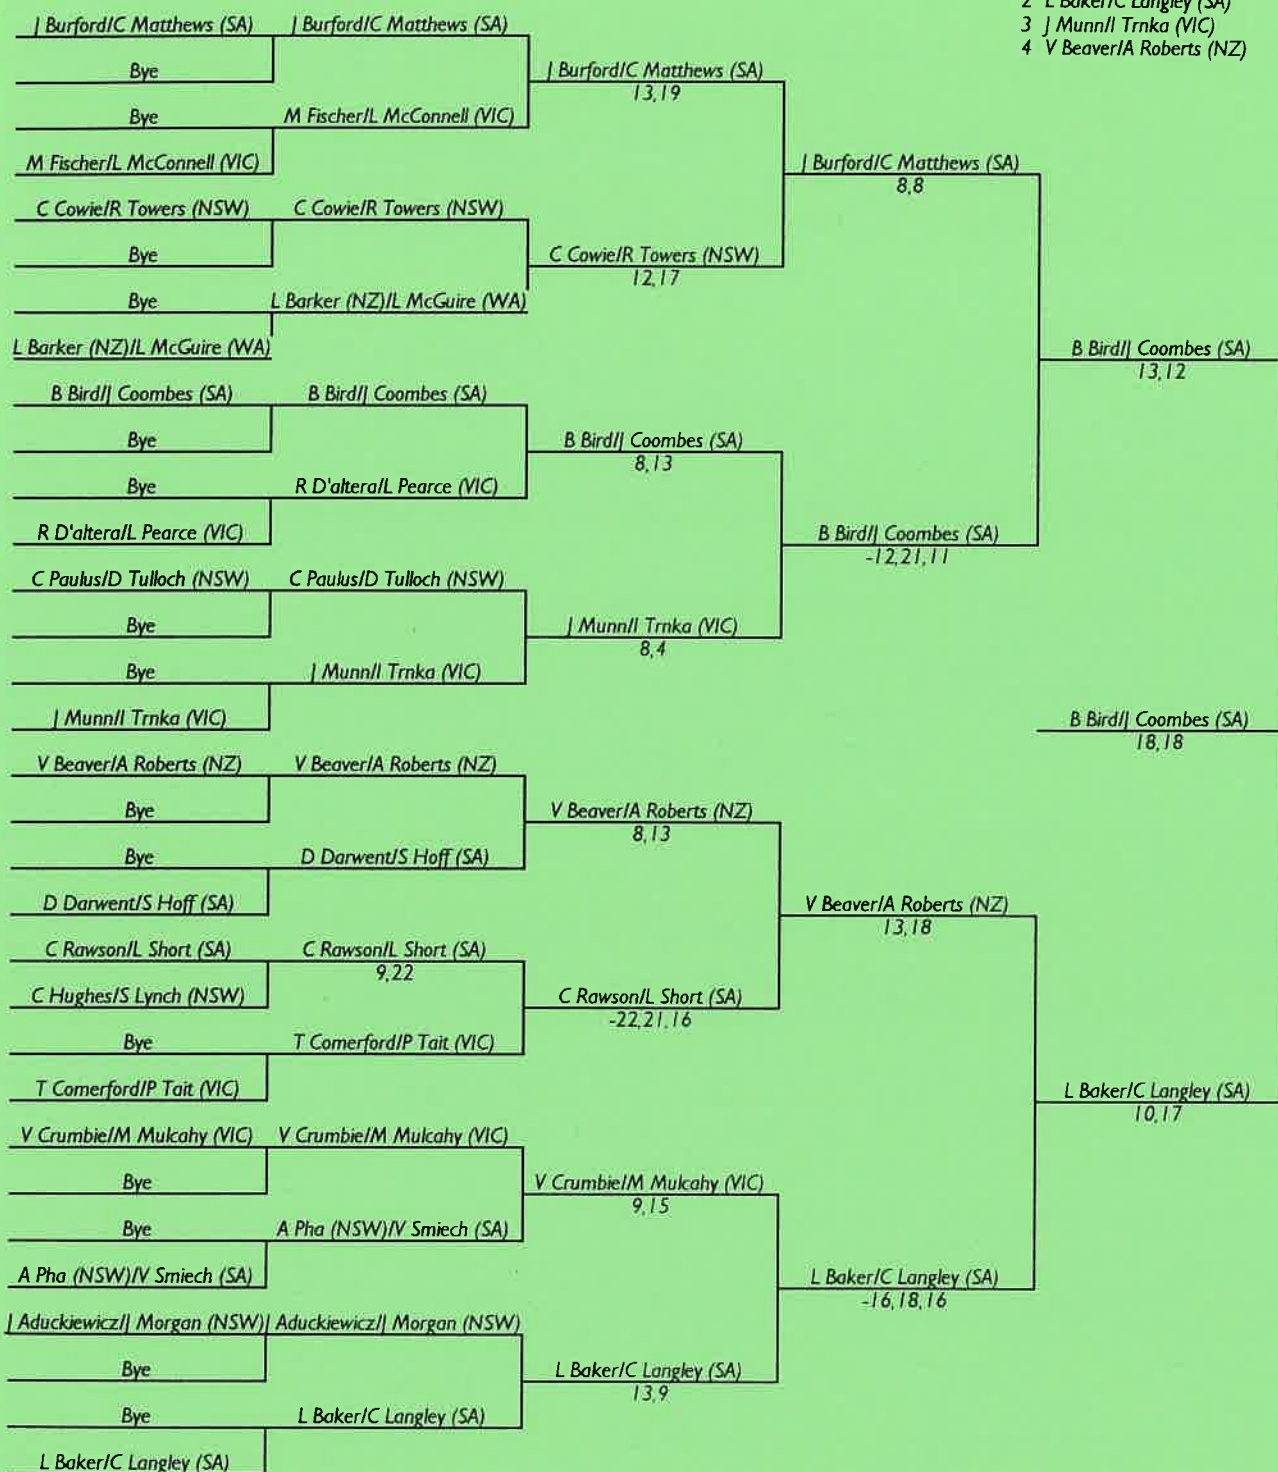 2 L Baker/C Langley (SA)
3 J Munn/I Trnka (VIC)
4 V Beaver/A Roberts (NZ)
J Burford/C Matthews (SA)
Bye
Bye
M Fischer/L McConnell (VIC)
C Cowie/R Towers (NSW)
Bye
Bye
L Barker (NZ)/L McGuire (WA)
B Bird/J Coombes (SA)
Bye
Bye
R D'altera/L Pearce (VIC)
C Paulus/D Tulloch (NSW)
Bye
Bye
J Munn/I Trnka (VIC)
V Beaver/A Roberts (NZ)
Bye
Bye
D Darwent/S Hoff (SA)
C Rawson/L Short (SA)
C Hughes/S Lynch (NSW)
Bye
T Comerford/P Tait (VIC)
V Crumbie/M Mulcahy (VIC)
Bye
Bye
A Pha (NSW)/V Smiech (SA)
J Aduckiewicz/J Morgan (NSW)
Bye
Bye
L Baker/C Langley (SA)
J Burford/C Matthews (SA)
M Fischer/L McConnell (VIC)
C Cowie/R Towers (NSW)
L Barker (NZ)/L McGuire (WA)
B Bird/J Coombes (SA)
R D'altera/L Pearce (VIC)
C Paulus/D Tulloch (NSW)
J Munn/I Trnka (VIC)
V Beaver/A Roberts (NZ)
D Darwent/S Hoff (SA)
C Rawson/L Short (SA)
9,22
T Comerford/P Tait (VIC)
V Crumbie/M Mulcahy (VIC)
A Pha (NSW)/V Smiech (SA)
J Aduckiewicz/J Morgan (NSW)
L Baker/C Langley (SA)
J Burford/C Matthews (SA)
13,19
C Cowie/R Towers (NSW)
12,17
B Bird/J Coombes (SA)
8,13
J Munn/I Trnka (VIC)
8,4
V Beaver/A Roberts (NZ)
8,13
C Rawson/L Short (SA)
-22,21,16
V Crumbie/M Mulcahy (VIC)
9,15
L Baker/C Langley (SA)
13,9
J Burford/C Matthews (SA)
8,8
B Bird/J Coombes (SA)
-12,21,11
V Beaver/A Roberts (NZ)
13,18
L Baker/C Langley (SA)
-16,18,16
B Bird/J Coombes (SA)
13,12
B Bird/J Coombes (SA)
18,18
L Baker/C Langley (SA)
10,17